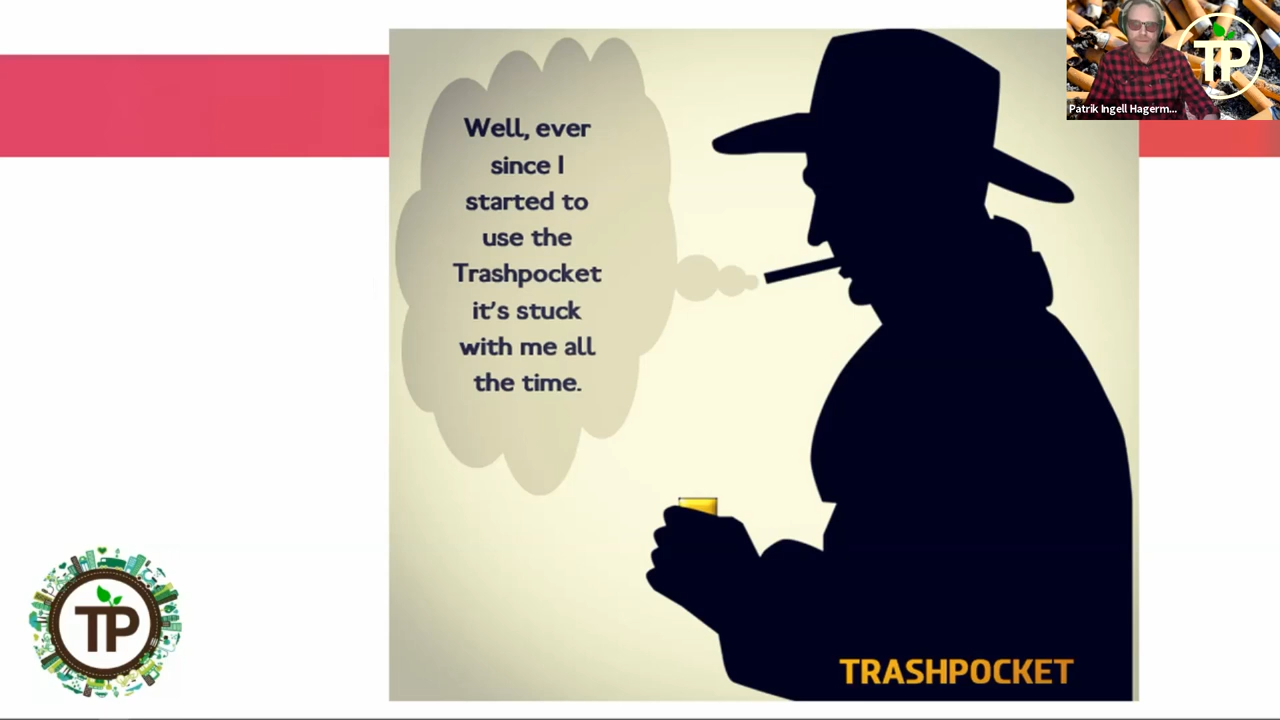 Well, ever
since I
started to
use the
Trashpocket
it's stuck
with me all
the time.
TRASHPOCKET
TP
TP
Patrik Ingell Hagerm...